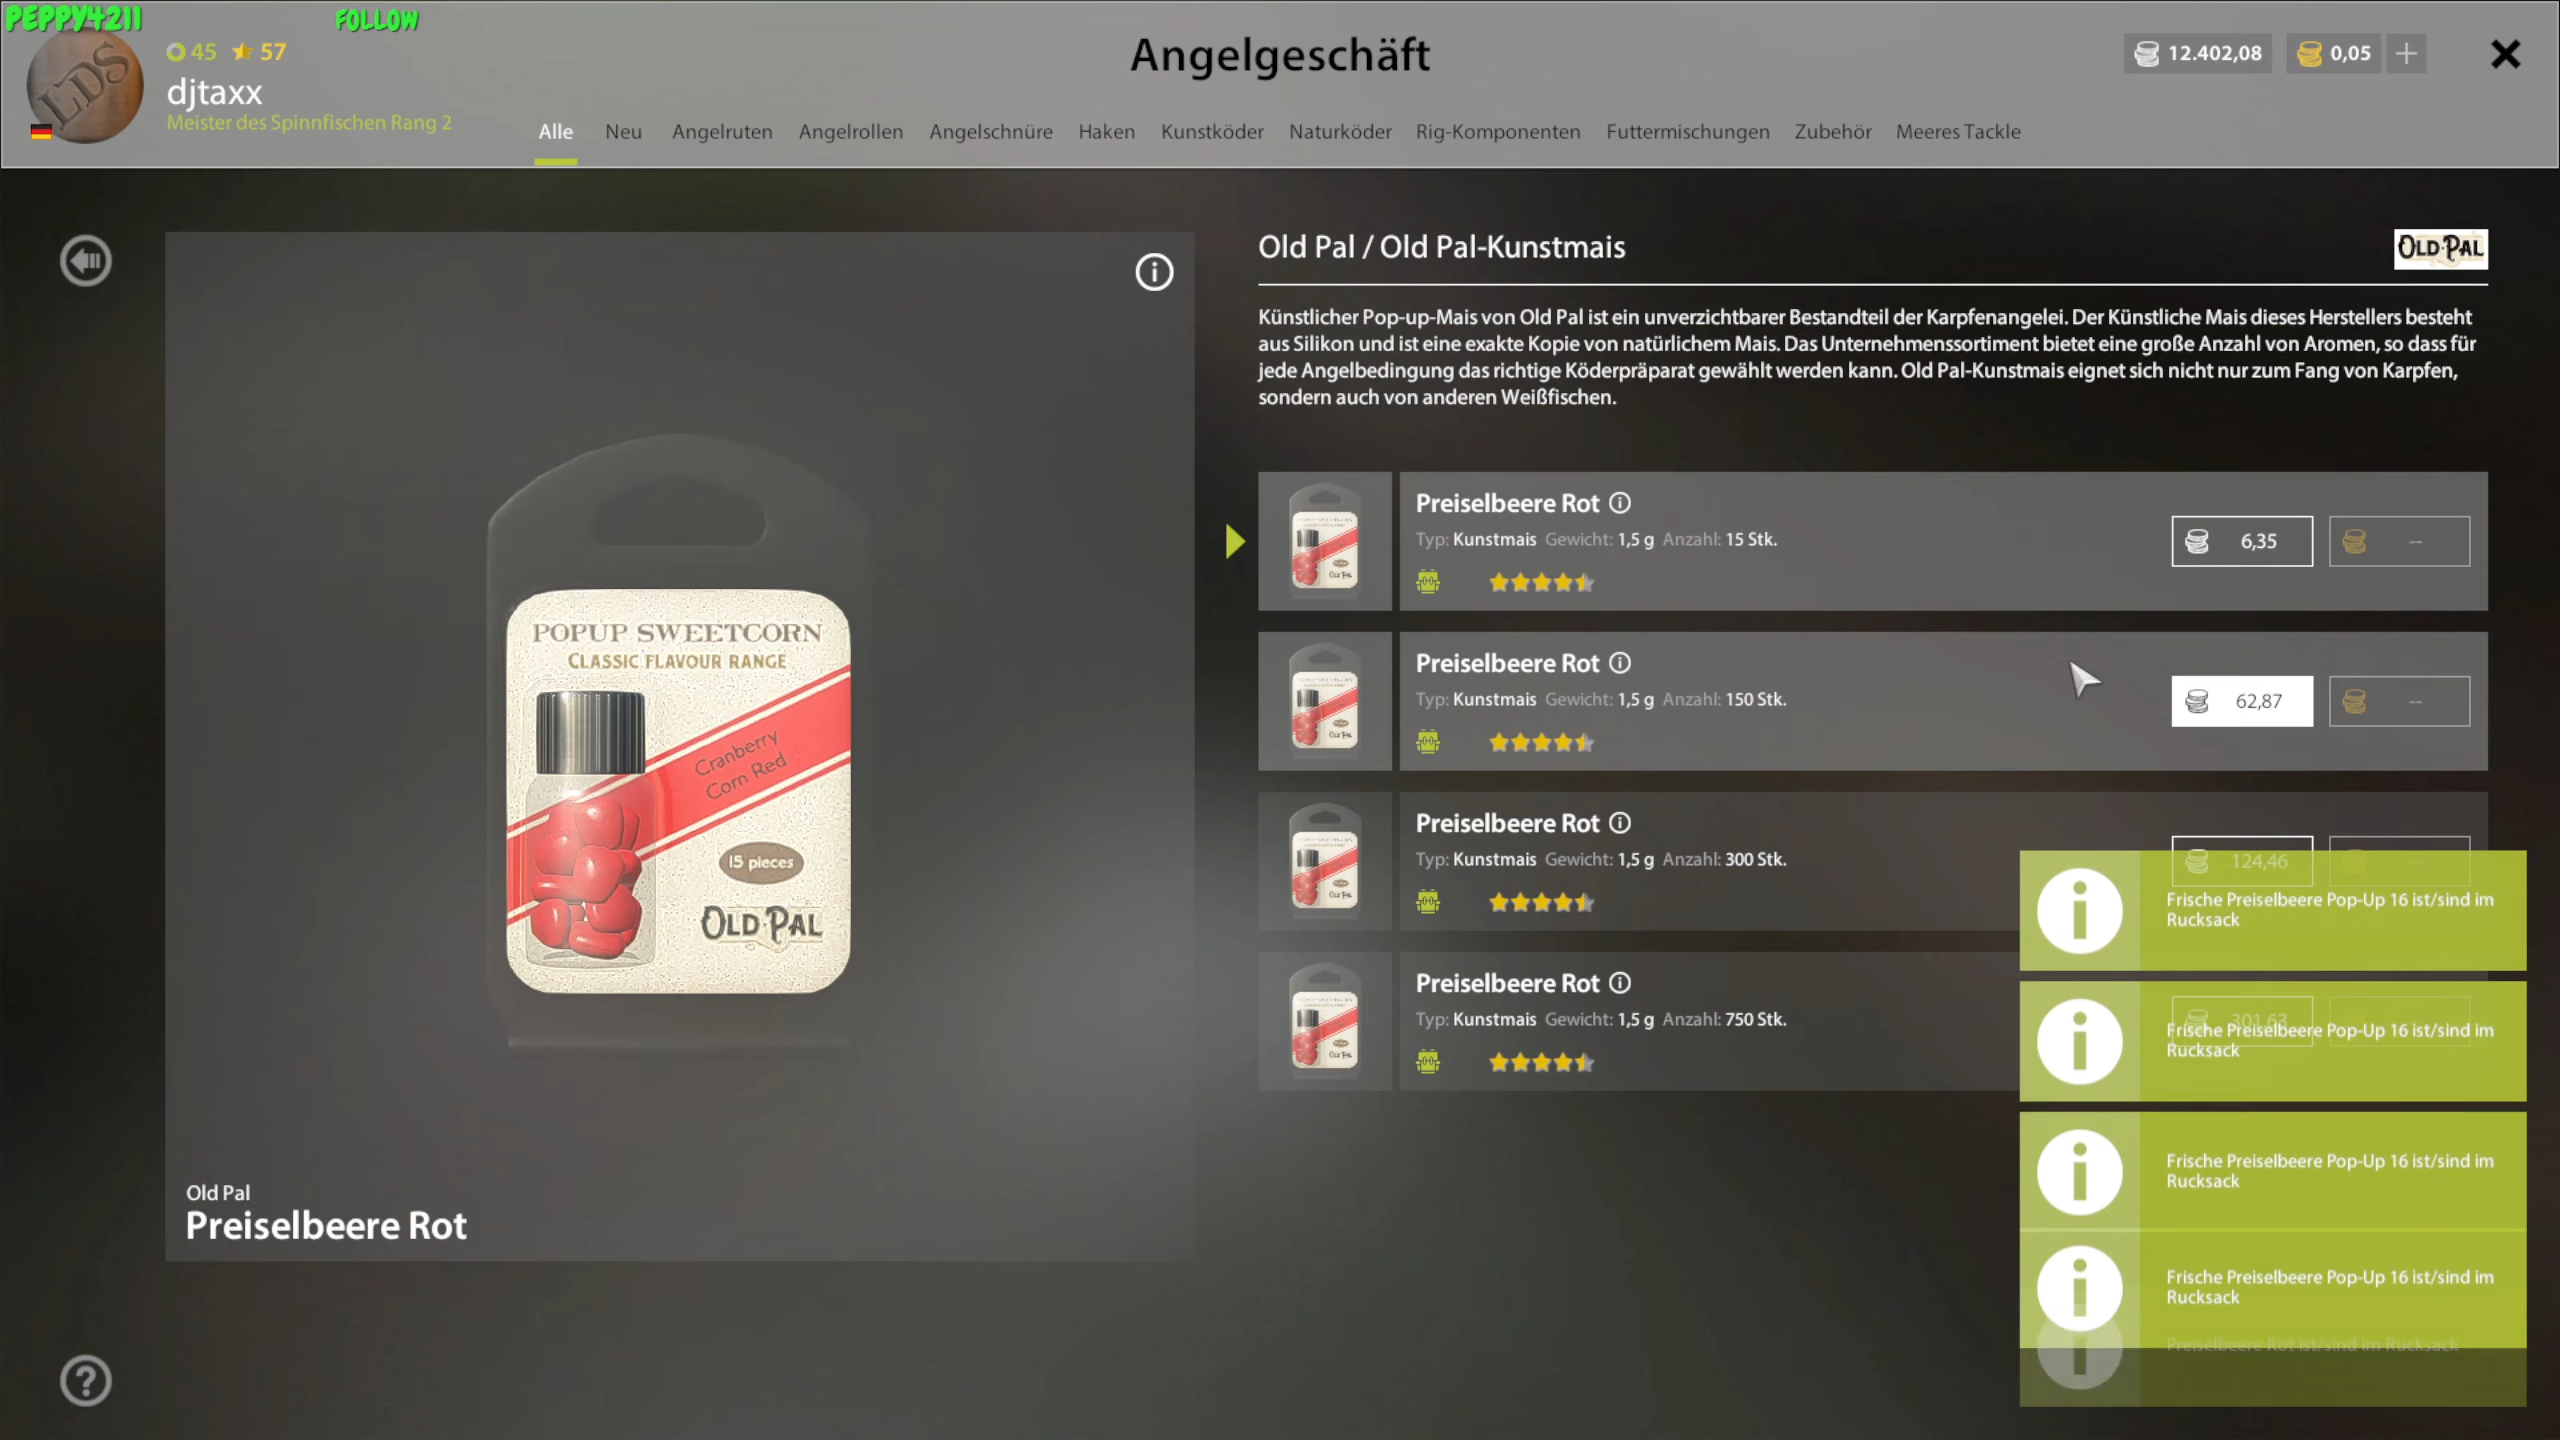 PEPPY4211
FOLLOW
LDS
45 57
djtaxx
Meister des Spinnfischen Rang 2
Angelgeschäft
12.402,08 0,05
Alle Neu Angelruten Angelrollen Angelschnüre Haken Kunstköder Naturköder Rig-Komponenten Futtermischungen Zubehör Meeres Tackle
POPUP SWEETCORN
CLASSIC FLAVOUR RANGE
Cranberry
Corn Red
15 pieces
OLD PAL
Old Pal
Preiselbeere Rot
Old Pal / Old Pal-Kunstmais
OLD PAL
Künstlicher Pop-up-Mais von Old Pal ist ein unverzichtbarer Bestandteil der Karpfenangelei. Der Künstliche Mais dieses Herstellers besteht
aus Silikon und ist eine exakte Kopie von natürlichem Mais. Das Unternehmenssortiment bietet eine große Anzahl von Aromen, so dass für
jede Angelbedingung das richtige Köderpräparat gewählt werden kann. Old Pal-Kunstmais eignet sich nicht nur zum Fang von Karpfen,
sondern auch von anderen Weißfischen.
Preiselbeere Rot
Typ: Kunstmais Gewicht: 1,5 g Anzahl: 15 Stk.
6,35 --
Preiselbeere Rot
Typ: Kunstmais Gewicht: 1,5 g Anzahl: 150 Stk.
62,87 --
Preiselbeere Rot
Typ: Kunstmais Gewicht: 1,5 g Anzahl: 300 Stk.
124,46
Preiselbeere Rot
Typ: Kunstmais Gewicht: 1,5 g Anzahl: 750 Stk.
301,63
Frische Preiselbeere Pop-Up 16 ist/sind im
Rucksack
Frische Preiselbeere Pop-Up 16 ist/sind im
Rucksack
Frische Preiselbeere Pop-Up 16 ist/sind im
Rucksack
Frische Preiselbeere Pop-Up 16 ist/sind im
Rucksack
Preiselbeere Rot ist/sind im Rucksack